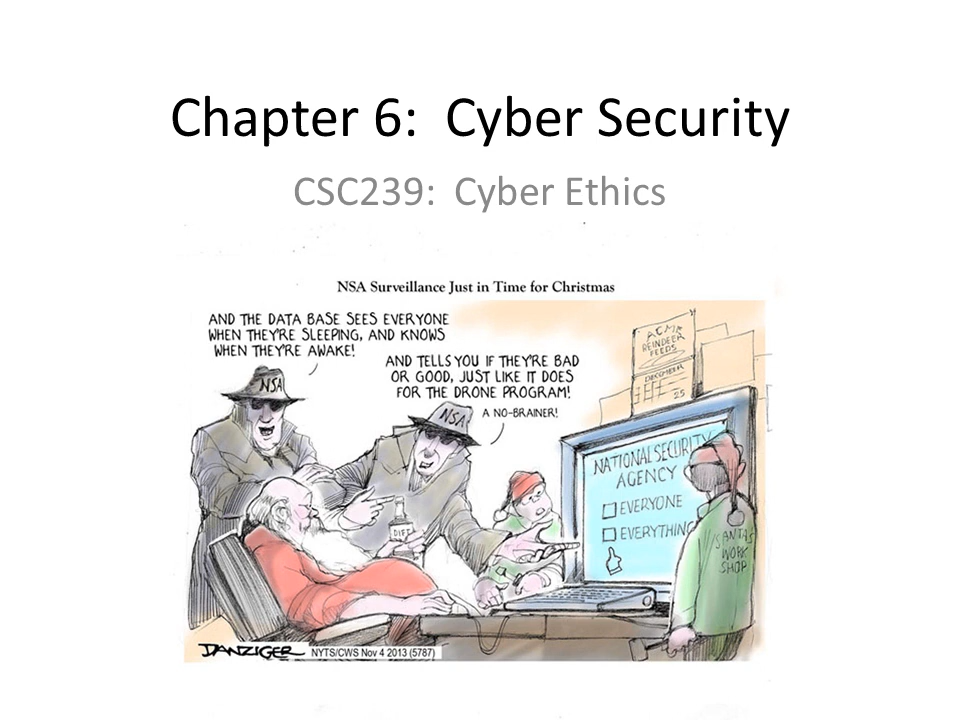 Chapter 6: Cyber Security
CSC239: Cyber Ethics
NSA Surveillance Just in Time for Christmas
AND THE DATA BASE SEES EVERYONE
WHEN THEY'RE SLEEPING, AND KNOWS
WHEN THEY'RE AWAKE!
AND TELLS YOU IF THEY'RE BAD
OR GOOD, JUST LIKE IT DOES
FOR THE DRONE PROGRAM!
A NO-BRAINER!
ACME
REINDEER
FEEDS
DECEMBER
25
NSA
NSA
NATIONAL SECURITY
AGENCY
EVERYONE
EVERYTHING
DIET
SANTA'S
WORK
SHOP
DANZIGER
NYTS/CWS Nov 4 2013 (5787)